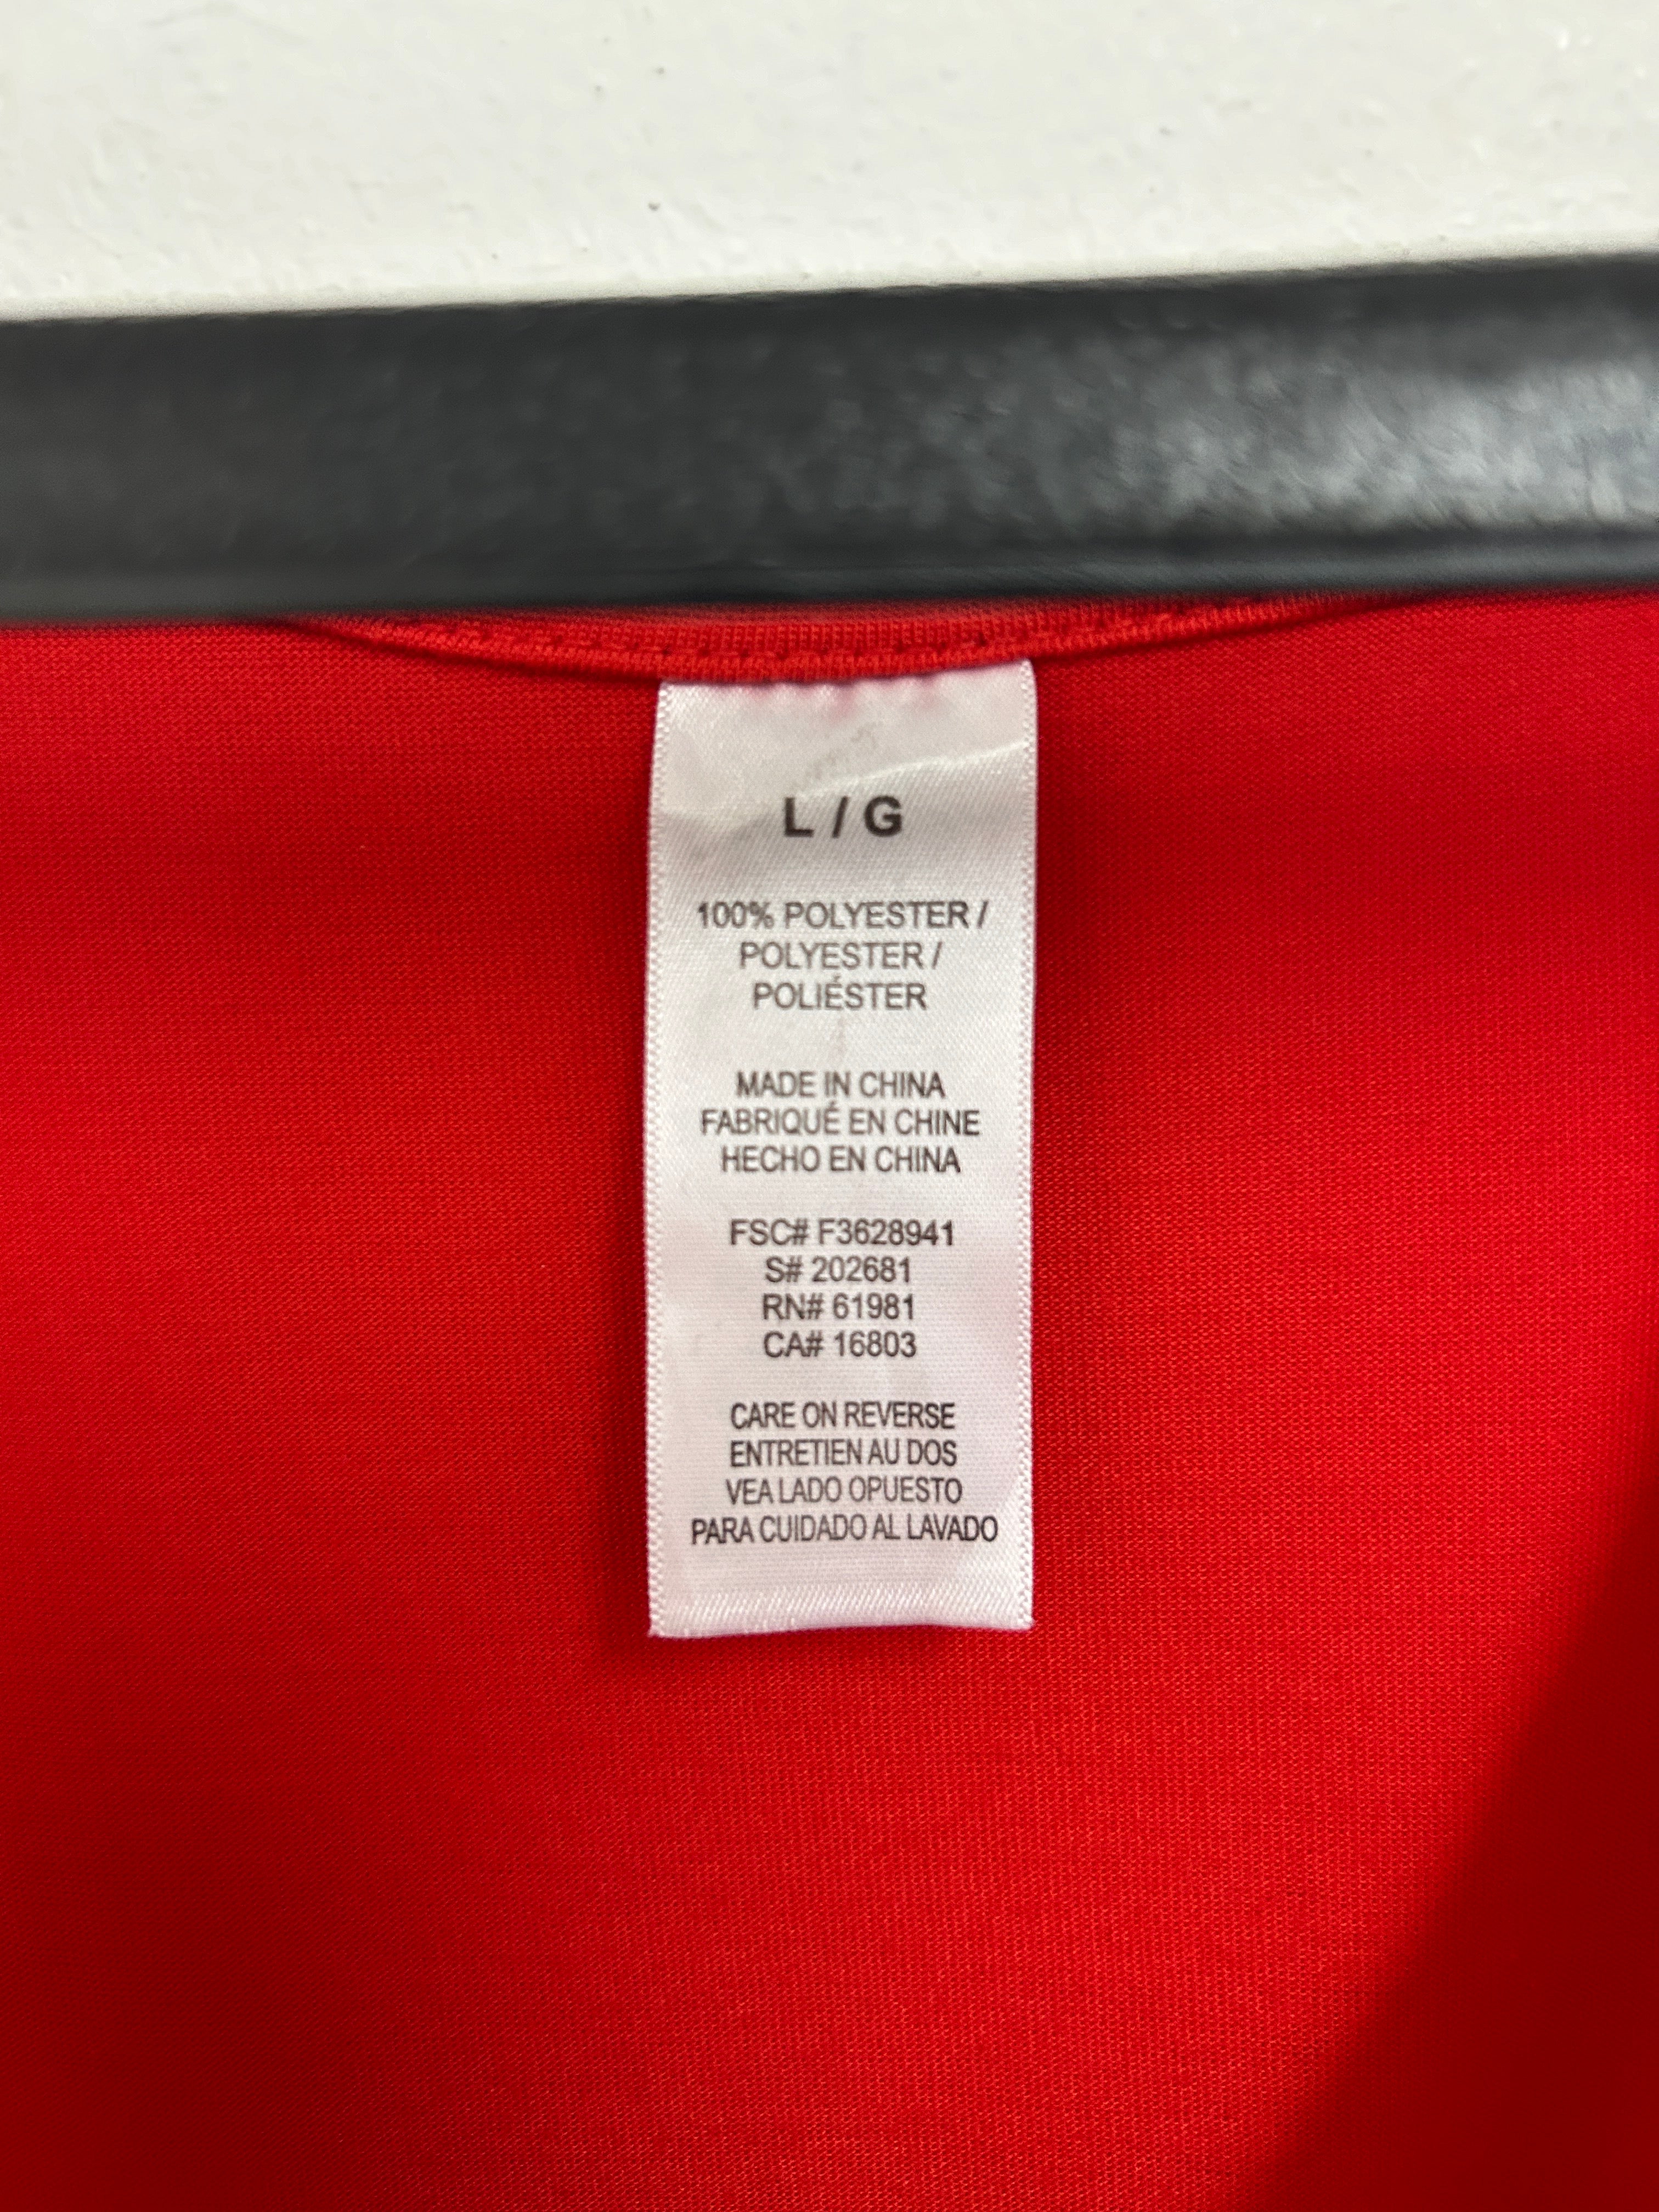 L / G
100% POLYESTER /
POLYESTER /
POLIÉSTER
MADE IN CHINA
FABRIQUÉ EN CHINE
HECHO EN CHINA
FSC# F3628941
S# 202681
RN# 61981
CA# 16803
CARE ON REVERSE
ENTRETIEN AU DOS
VEA LADO OPUESTO
PARA CUIDADO AL LAVADO